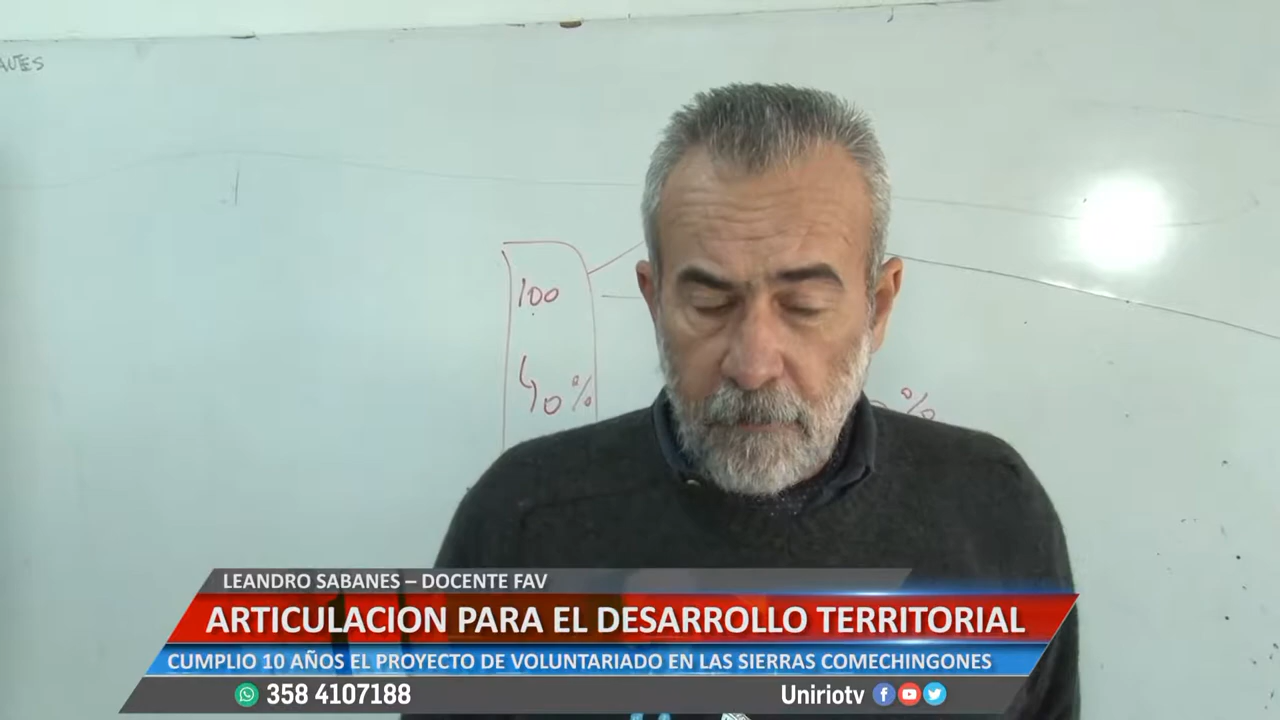 100
40%
%
LEANDRO SABANES – DOCENTE FAV
ARTICULACION PARA EL DESARROLLO TERRITORIAL
CUMPLIO 10 AÑOS EL PROYECTO DE VOLUNTARIADO EN LAS SIERRAS COMECHINGONES
358 4107188
Uniriotv